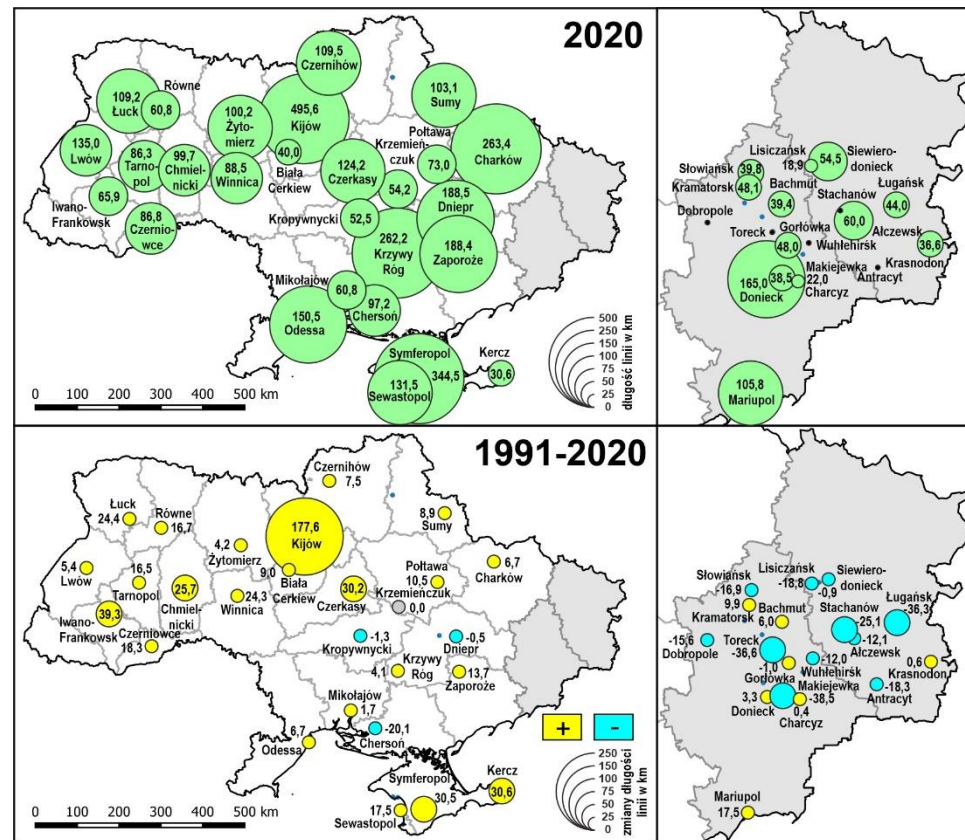 2020
109,5
Czernihów
103,1
Sumy
Równe
109,2
Łuck
60,8
100,2
Żyto-
mierz
495,6
Kijów
Połtawa
Krzemień-
czuk
73,0
263,4
Charków
135,0
Lwów
86,3
Tarno-
pol
99,7
Chmiel-
nicki
88,5
Winnica
40,0
Biała
Cerkiew
124,2
Czerkasy
54,2
188,5
Dniepr
65,9
Iwano-
Frankowsk
86,8
Czernio-
wce
Kropywnycki
52,5
262,2
Krzywy
Róg
188,4
Zaporoże
Mikołajów
60,8
97,2
Chersoń
150,5
Odessa
Symferopol
344,5
131,5
Sewastopol
Kercz
30,6
500
250
150
100
75
50
25
0
długość linii w km
0 100 200 300 400 500 km
Lisiczańsk
18,9
Siewiero-
donieck
54,5
Słowiańsk
39,8
Kramatorsk
48,1
Bachmut
39,4
Stachanów
Ługańsk
44,0
Dobropole
Toreck
Gorłówka
48,0
60,0
Ałczewsk
36,6
Wuhłehirśk
Krasnodon
Makiejewka
38,5
22,0
Charcyz
Antracyt
165,0
Donieck
105,8
Mariupol
1991-2020
Czernihów
7,5
8,9
Sumy
Łuck
24,4
Równe
16,7
4,2
Żytomierz
177,6
Kijów
6,7
Charków
5,4
Lwów
16,5
Tarnopol
25,7
Chmiel-
nicki
24,3
Winnica
9,0
Biała
Cerkiew
30,2
Czerkasy
Połtawa
10,5
Krzemieńczuk
0,0
39,3
Iwano-
Frankowsk
Czerniowce
18,3
-1,3
Kropywnycki
-0,5
Dniepr
4,1
Krzywy
Róg
13,7
Zaporoże
Mikołajów
1,7
-20,1
Chersoń
6,7
Odessa
Symferopol
30,5
17,5
Sewastopol
Kercz
30,6
+
-
250
200
150
100
75
50
25
0
zmiany długości
linii w km
0 100 200 300 400 500 km
Lisiczańsk
-18,8
Siewiero-
donieck
-0,9
Słowiańsk
-16,9
9,9
Kramatorsk
Bachmut
6,0
Stachanów
-25,1
Ługańsk
-36,3
-12,1
Ałczewsk
-15,6
Dobropole
Toreck
-36,6
-1,0
Gorłówka
-12,0
Wuhłehirśk
0,6
Krasnodon
Makiejewka
-38,5
3,3
Donieck
0,4
Charcyz
-18,3
Antracyt
Mariupol
17,5